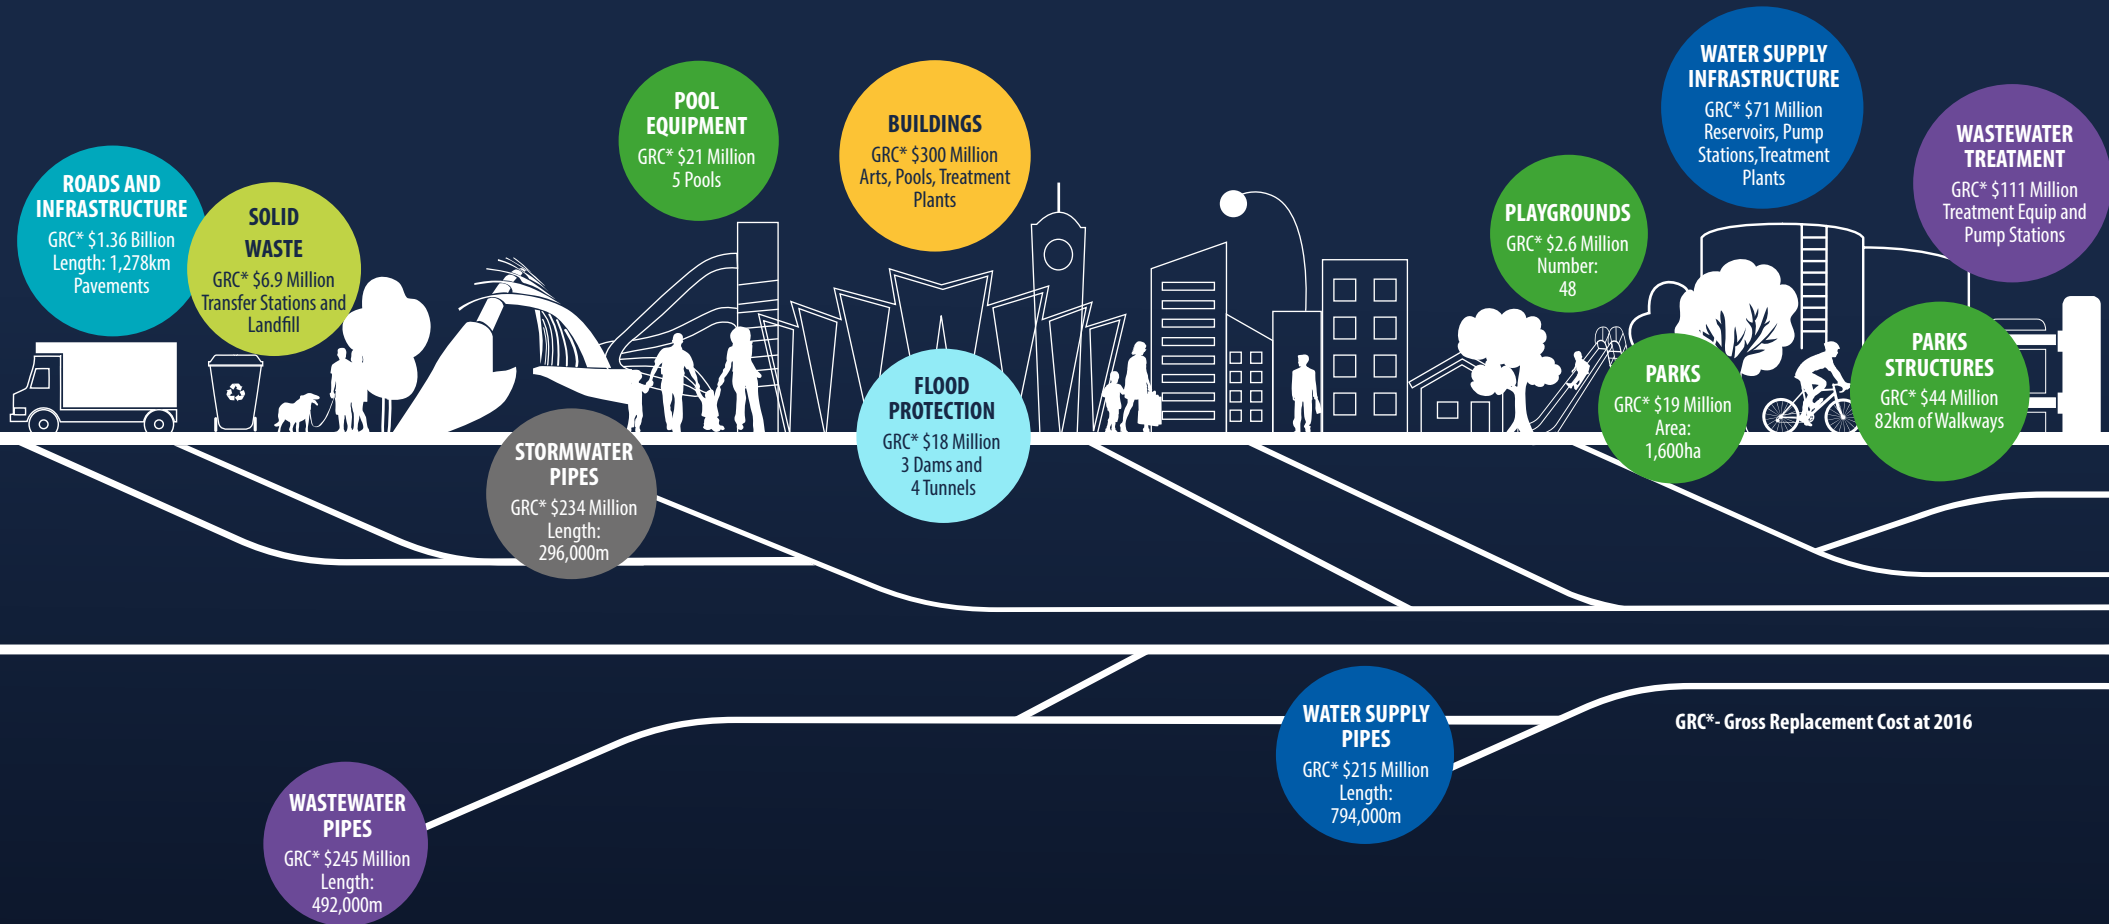 ROADS AND
INFRASTRUCTURE
GRC* $1.36 Billion
Length: 1,278km
Pavements
SOLID
WASTE
GRC* $6.9 Million
Transfer Stations and
Landfill
POOL
EQUIPMENT
GRC* $21 Million
5 Pools
BUILDINGS
GRC* $300 Million
Arts, Pools, Treatment
Plants
WATER SUPPLY
INFRASTRUCTURE
GRC* $71 Million
Reservoirs, Pump
Stations,Treatment
Plants
WASTEWATER
TREATMENT
GRC* $111 Million
Treatment Equip and
Pump Stations
PLAYGROUNDS
GRC* $2.6 Million
Number:
48
PARKS
GRC* $19 Million
Area:
1,600ha
PARKS
STRUCTURES
GRC* $44 Million
82km of Walkways
STORMWATER
PIPES
GRC* $234 Million
Length:
296,000m
FLOOD
PROTECTION
GRC* $18 Million
3 Dams and
4 Tunnels
WATER SUPPLY
PIPES
GRC* $215 Million
Length:
794,000m
GRC*- Gross Replacement Cost at 2016
WASTEWATER
PIPES
GRC* $245 Million
Length:
492,000m